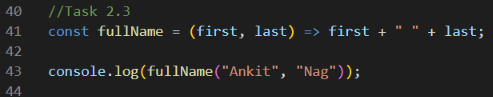 40 //Task 2.3
41 const fullName = (first, last) => first + " " + last;
42
43 console.log(fullName("Ankit", "Nag"));
44